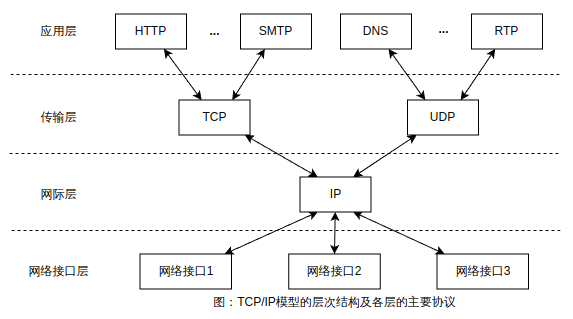 应用层 HTTP ... SMTP DNS ... RTP
传输层 TCP UDP
网际层 IP
网络接口层 网络接口1 网络接口2 网络接口3
图：TCP/IP模型的层次结构及各层的主要协议